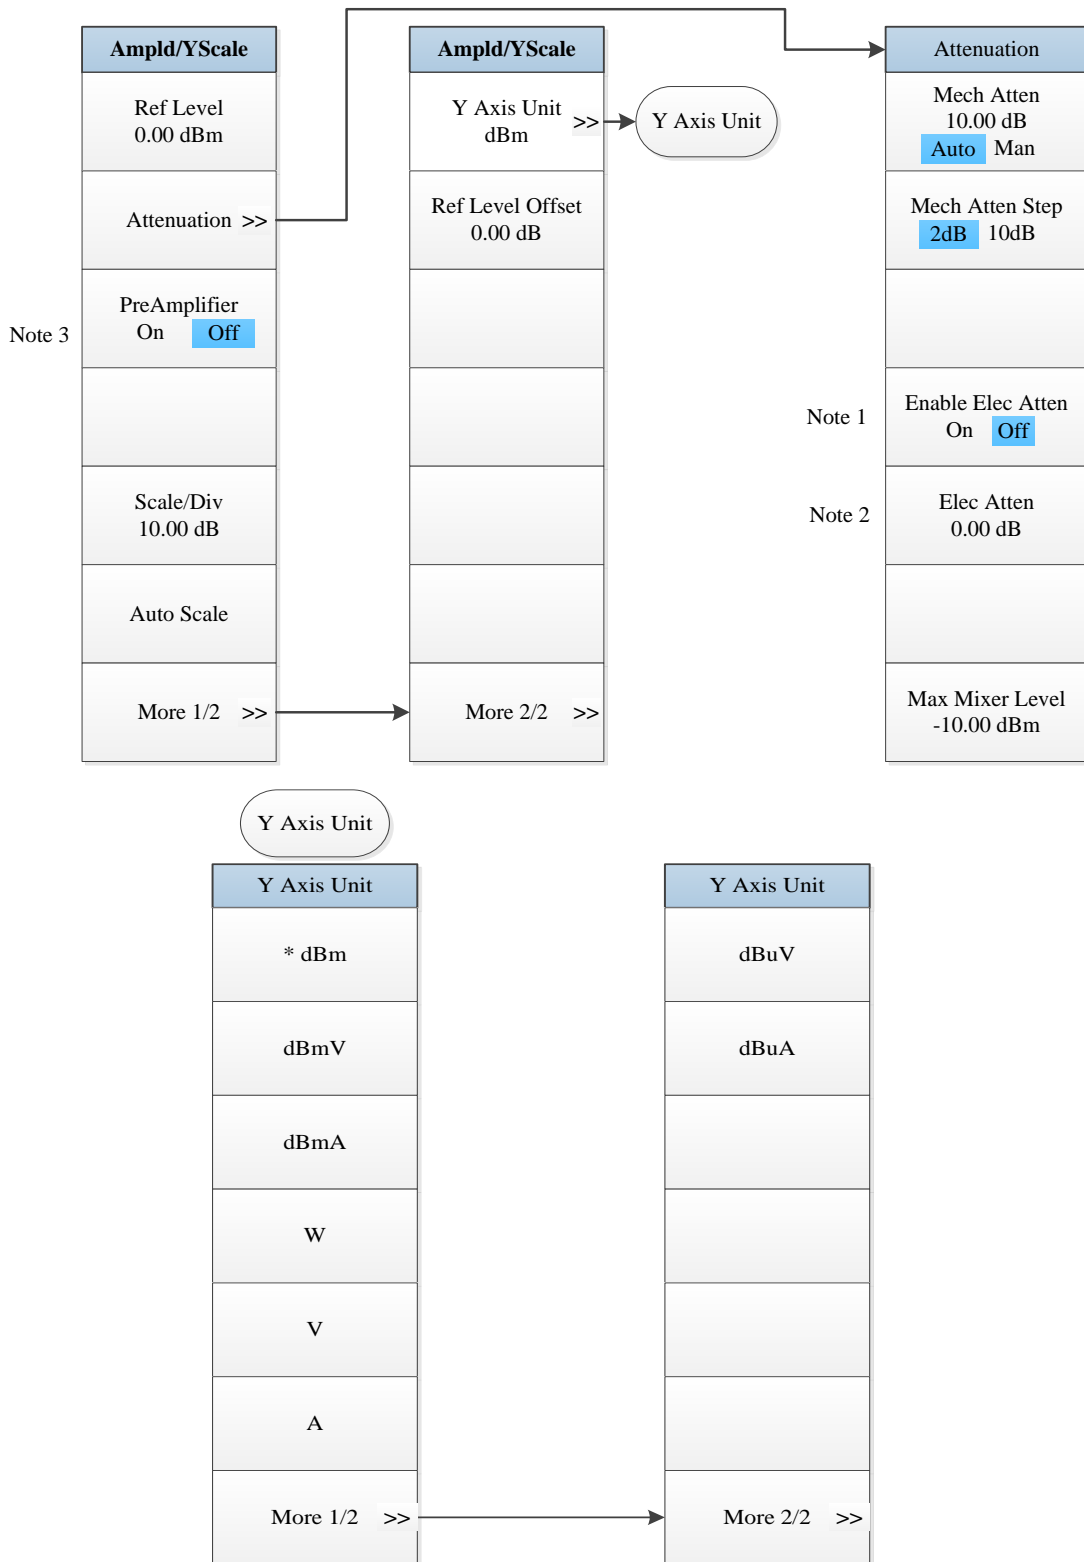 Ampld/YScale
Ref Level
0.00 dBm
Attenuation >>
Note 3
PreAmplifier
On Off
Scale/Div
10.00 dB
Auto Scale
More 1/2 >>
Ampld/YScale
Y Axis Unit >>
dBm
Y Axis Unit
Ref Level Offset
0.00 dB
More 2/2 >>
Attenuation
Mech Atten
10.00 dB
Auto Man
Mech Atten Step
2dB 10dB
Note 1
Enable Elec Atten
On Off
Note 2
Elec Atten
0.00 dB
Max Mixer Level
-10.00 dBm
Y Axis Unit
Y Axis Unit
* dBm
dBmV
dBmA
W
V
A
More 1/2 >>
Y Axis Unit
dBuV
dBuA
More 2/2 >>